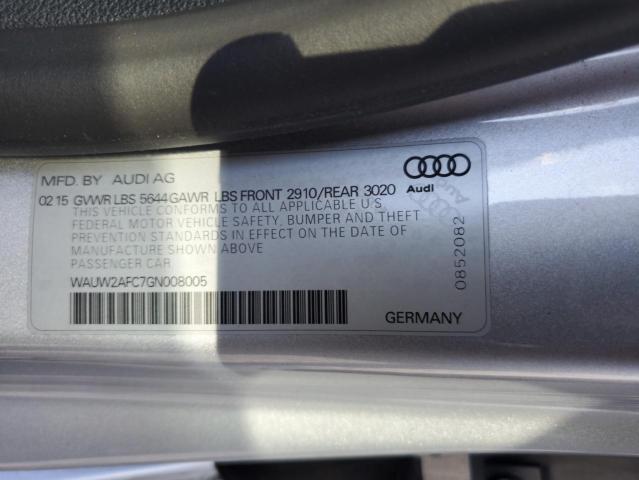 MFD. BY AUDI AG
02 15 GVWR LBS 5644 GAWR LBS FRONT 2910/REAR 3020
Audi
THIS VEHICLE CONFORMS TO ALL APPLICABLE U.S
FEDERAL MOTOR VEHICLE SAFETY, BUMPER AND THEFT
PREVENTION STANDARDS IN EFFECT ON THE DATE OF
MANUFACTURE SHOWN ABOVE
PASSENGER CAR
WAUW2AFC7GN008005
GERMANY
0852082